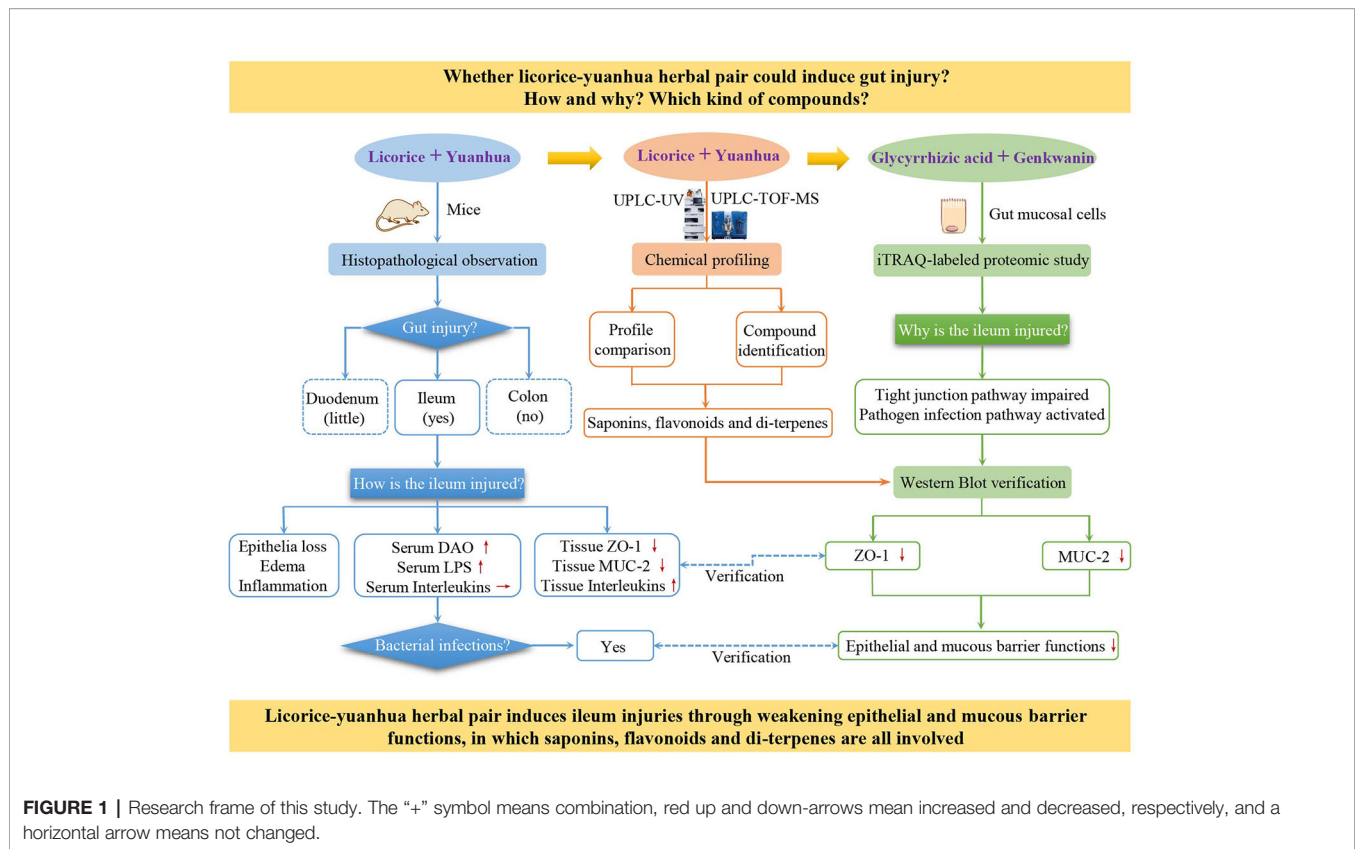 Whether licorice-yuanhua herbal pair could induce gut injury?
How and why? Which kind of compounds?
Licorice + Yuanhua
Licorice + Yuanhua
Glycyrrhizic acid + Genkwanin
Mice
UPLC-UV
UPLC-TOF-MS
Gut mucosal cells
Histopathological observation
Chemical profiling
iTRAQ-labeled proteomic study
Gut injury?
Profile
comparison
Compound
identification
Why is the ileum injured?
Duodenum
(little)
Ileum
(yes)
Colon
(no)
Tight junction pathway impaired
Pathogen infection pathway activated
Saponins, flavonoids and di-terpenes
How is the ileum injured?
Western Blot verification
Epithelia loss
Edema
Inflammation
Serum DAO ↑
Serum LPS ↑
Serum Interleukins →
Tissue ZO-1 ↓
Tissue MUC-2 ↓
Tissue Interleukins ↑
Verification
ZO-1 ↓
MUC-2 ↓
Bacterial infections?
Yes
Verification
Epithelial and mucous barrier functions ↓
Licorice-yuanhua herbal pair induces ileum injuries through weakening epithelial and mucous barrier
functions, in which saponins, flavonoids and di-terpenes are all involved
FIGURE 1 | Research frame of this study. The “+” symbol means combination, red up and down-arrows mean increased and decreased, respectively, and a
horizontal arrow means not changed.